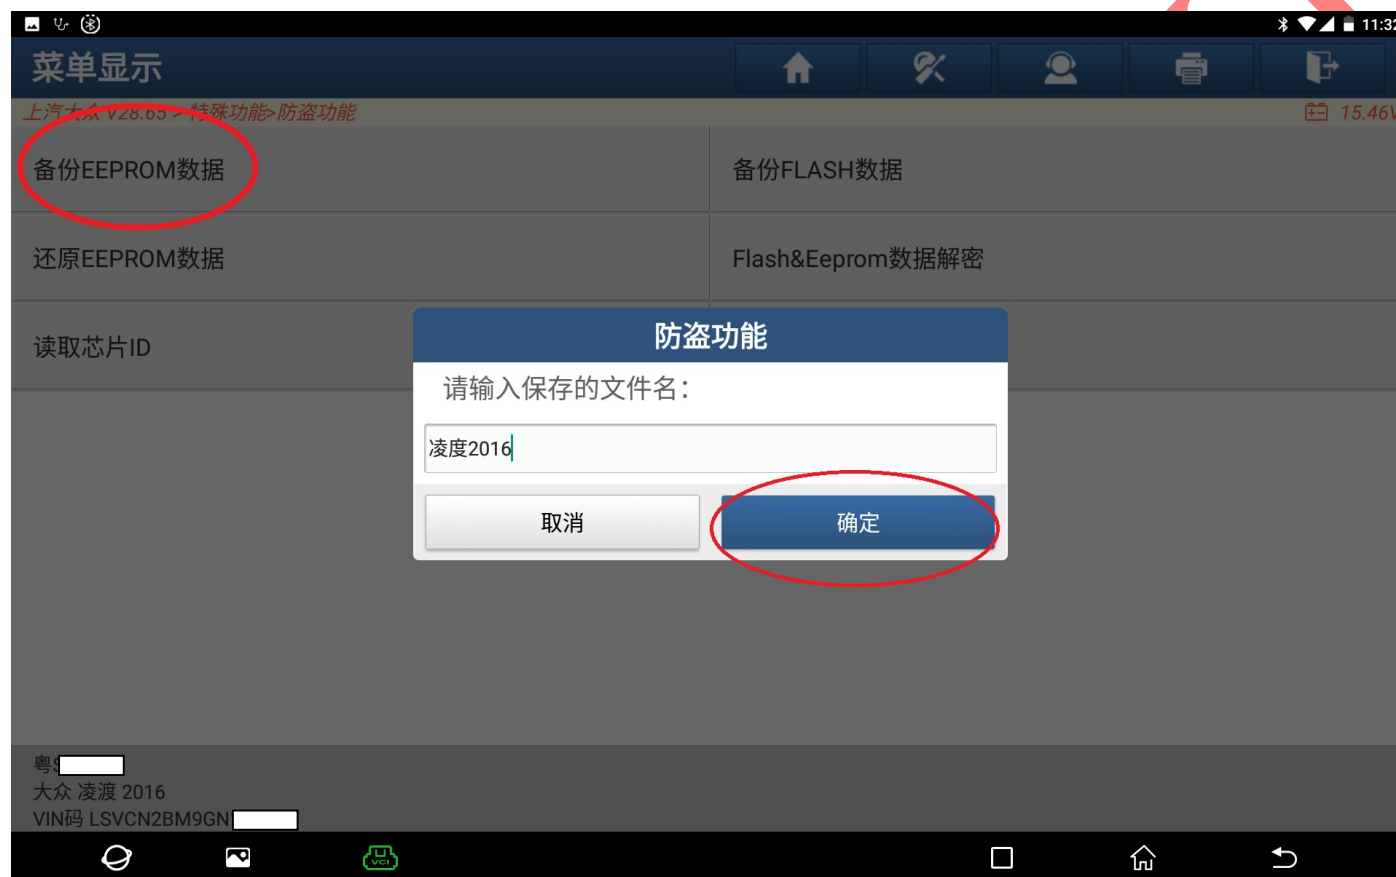 11:32
菜单显示
上汽大众 V28.65 > 特殊功能>防盗功能
15.46V
备份EEPROM数据
备份FLASH数据
还原EEPROM数据
Flash&Eeprom数据解密
读取芯片ID
防盗功能
请输入保存的文件名：
凌度2016
取消
确定
粤S
大众 凌渡 2016
VIN码 LSVCN2BM9GN
VCI